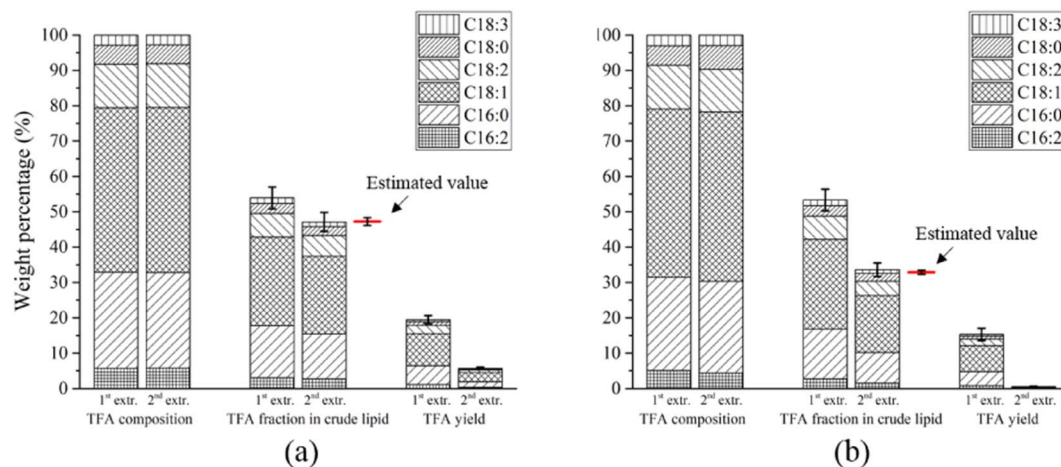 C18:3
C18:0
C18:2
C18:1
C16:0
C16:2
Weight percentage (%)
100
90
80
70
60
50
40
30
20
10
0
Estimated value
1st extr. 2nd extr.
TFA composition
1st extr. 2nd extr.
TFA fraction in crude lipid
1st extr. 2nd extr.
TFA yield
(a)
C18:3
C18:0
C18:2
C18:1
C16:0
C16:2
100
90
80
70
60
50
40
30
20
10
0
Estimated value
1st extr. 2nd extr.
TFA composition
1st extr. 2nd extr.
TFA fraction in crude lipid
1st extr. 2nd extr.
TFA yield
(b)